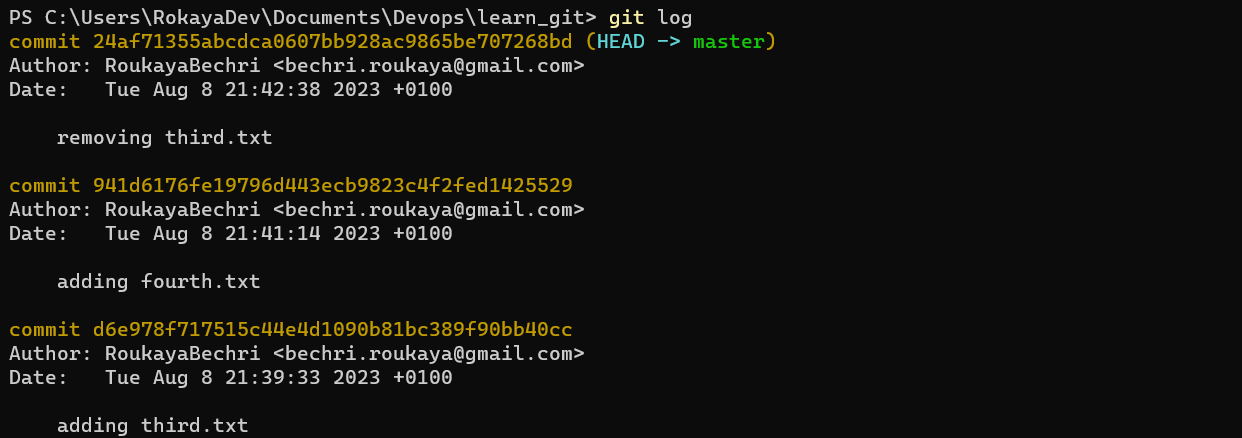 PS C:\Users\RokayaDev\Documents\Devops\learn_git> git log
commit 24af71355abcdca0607bb928ac9865be707268bd (HEAD -> master)
Author: RoukayaBechri <bechri.roukaya@gmail.com>
Date:   Tue Aug 8 21:42:38 2023 +0100
    removing third.txt
commit 941d6176fe19796d443ecb9823c4f2fed1425529
Author: RoukayaBechri <bechri.roukaya@gmail.com>
Date:   Tue Aug 8 21:41:14 2023 +0100
    adding fourth.txt
commit d6e978f717515c44e4d1090b81bc389f90bb40cc
Author: RoukayaBechri <bechri.roukaya@gmail.com>
Date:   Tue Aug 8 21:39:33 2023 +0100
    adding third.txt